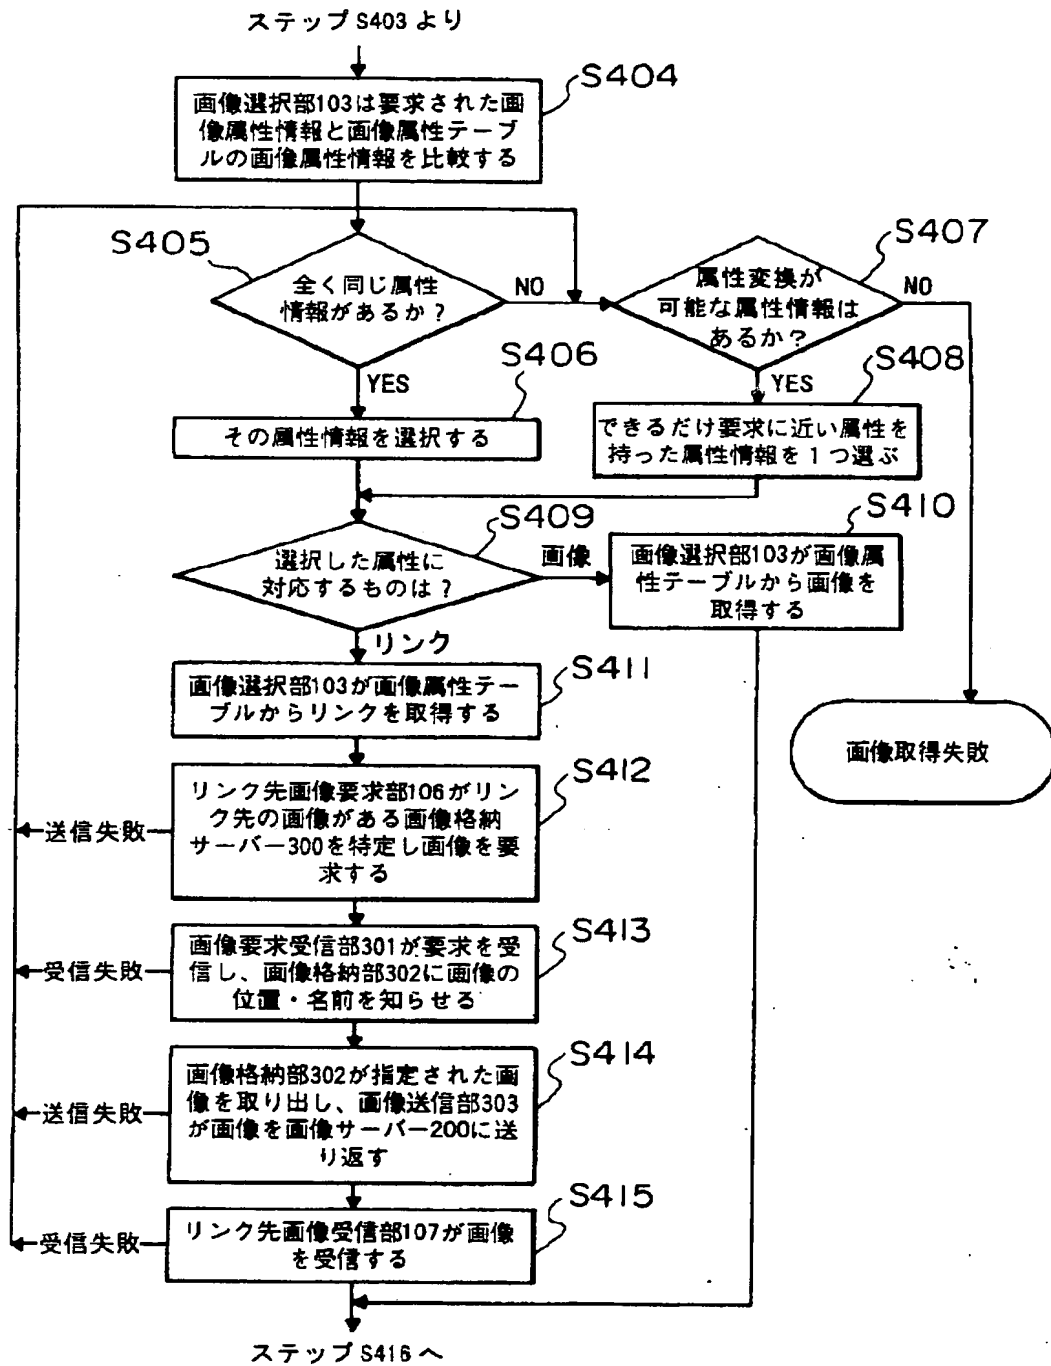 ステップS403より
S404
画像選択部103は要求された画
像属性情報と画像属性テーブ
ルの画像属性情報を比較する
S405
全く同じ属性
情報があるか？
NO
YES
S407
属性変換が
可能な属性情報は
あるか？
NO
YES
S406
その属性情報を選択する
S408
できるだけ要求に近い属性を
持った属性情報を１つ選ぶ
S409
選択した属性に
対応するものは？
画像
リンク
S410
画像選択部103が画像属
性テーブルから画像を
取得する
S411
画像選択部103が画像属性テー
ブルからリンクを取得する
画像取得失敗
S412
リンク先画像要求部106がリン
ク先の画像がある画像格納
サーバー300を特定し画像を要
求する
送信失敗
S413
画像要求受信部301が要求を受
信し、画像格納部302に画像の
位置・名前を知らせる
受信失敗
S414
画像格納部302が指定された画
像を取り出し、画像送信部303
が画像を画像サーバー200に送
り返す
送信失敗
S415
リンク先画像受信部107が画像
を受信する
受信失敗
ステップS416へ